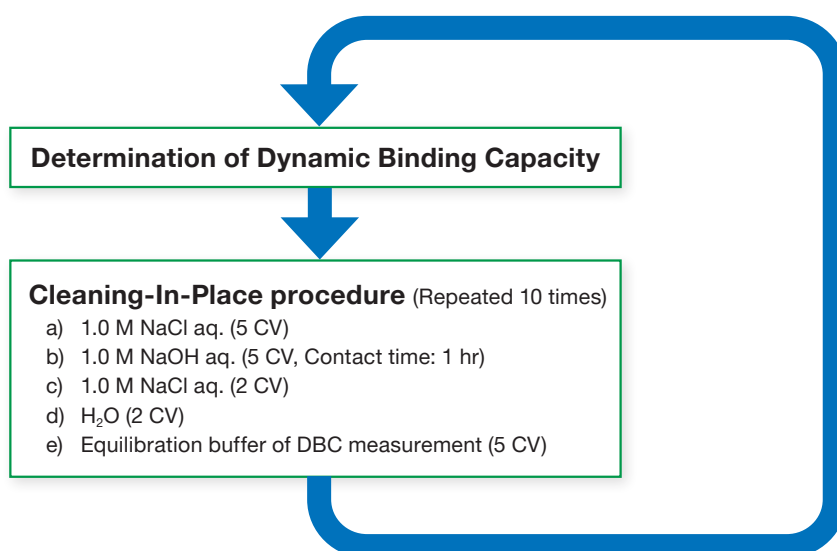 Determination of Dynamic Binding Capacity
Cleaning-In-Place procedure (Repeated 10 times)
a) 1.0 M NaCl aq. (5 CV)
b) 1.0 M NaOH aq. (5 CV, Contact time: 1 hr)
c) 1.0 M NaCl aq. (2 CV)
d) H₂O (2 CV)
e) Equilibration buffer of DBC measurement (5 CV)